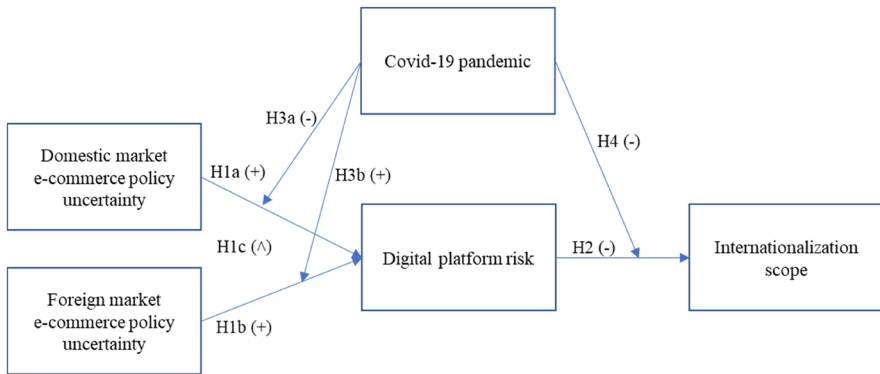 Covid-19 pandemic
H3a (-)
H4 (-)
Domestic market
e-commerce policy
uncertainty
H1a (+)
H3b (+)
H1c (^)
Digital platform risk
H2 (-)
Internationalization
scope
Foreign market
e-commerce policy
uncertainty
H1b (+)